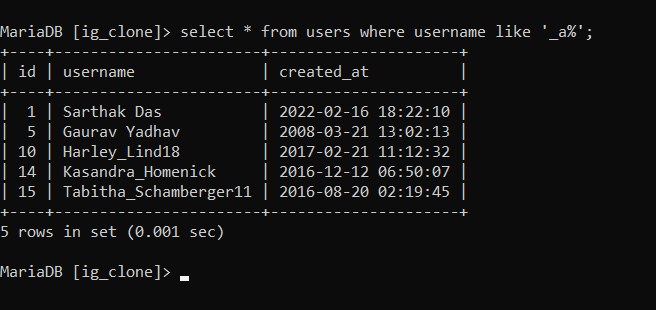 MariaDB [ig_clone]> select * from users where username like '_a%';
+----+-----------------------+---------------------+
| id | username              | created_at          |
+----+-----------------------+---------------------+
|  1 | Sarthak Das           | 2022-02-16 18:22:10 |
|  5 | Gaurav Yadhav         | 2008-03-21 13:02:13 |
| 10 | Harley_Lind18         | 2017-02-21 11:12:32 |
| 14 | Kasandra_Homenick     | 2016-12-12 06:50:07 |
| 15 | Tabitha_Schamberger11 | 2016-08-20 02:19:45 |
+----+-----------------------+---------------------+
5 rows in set (0.001 sec)
MariaDB [ig_clone]>